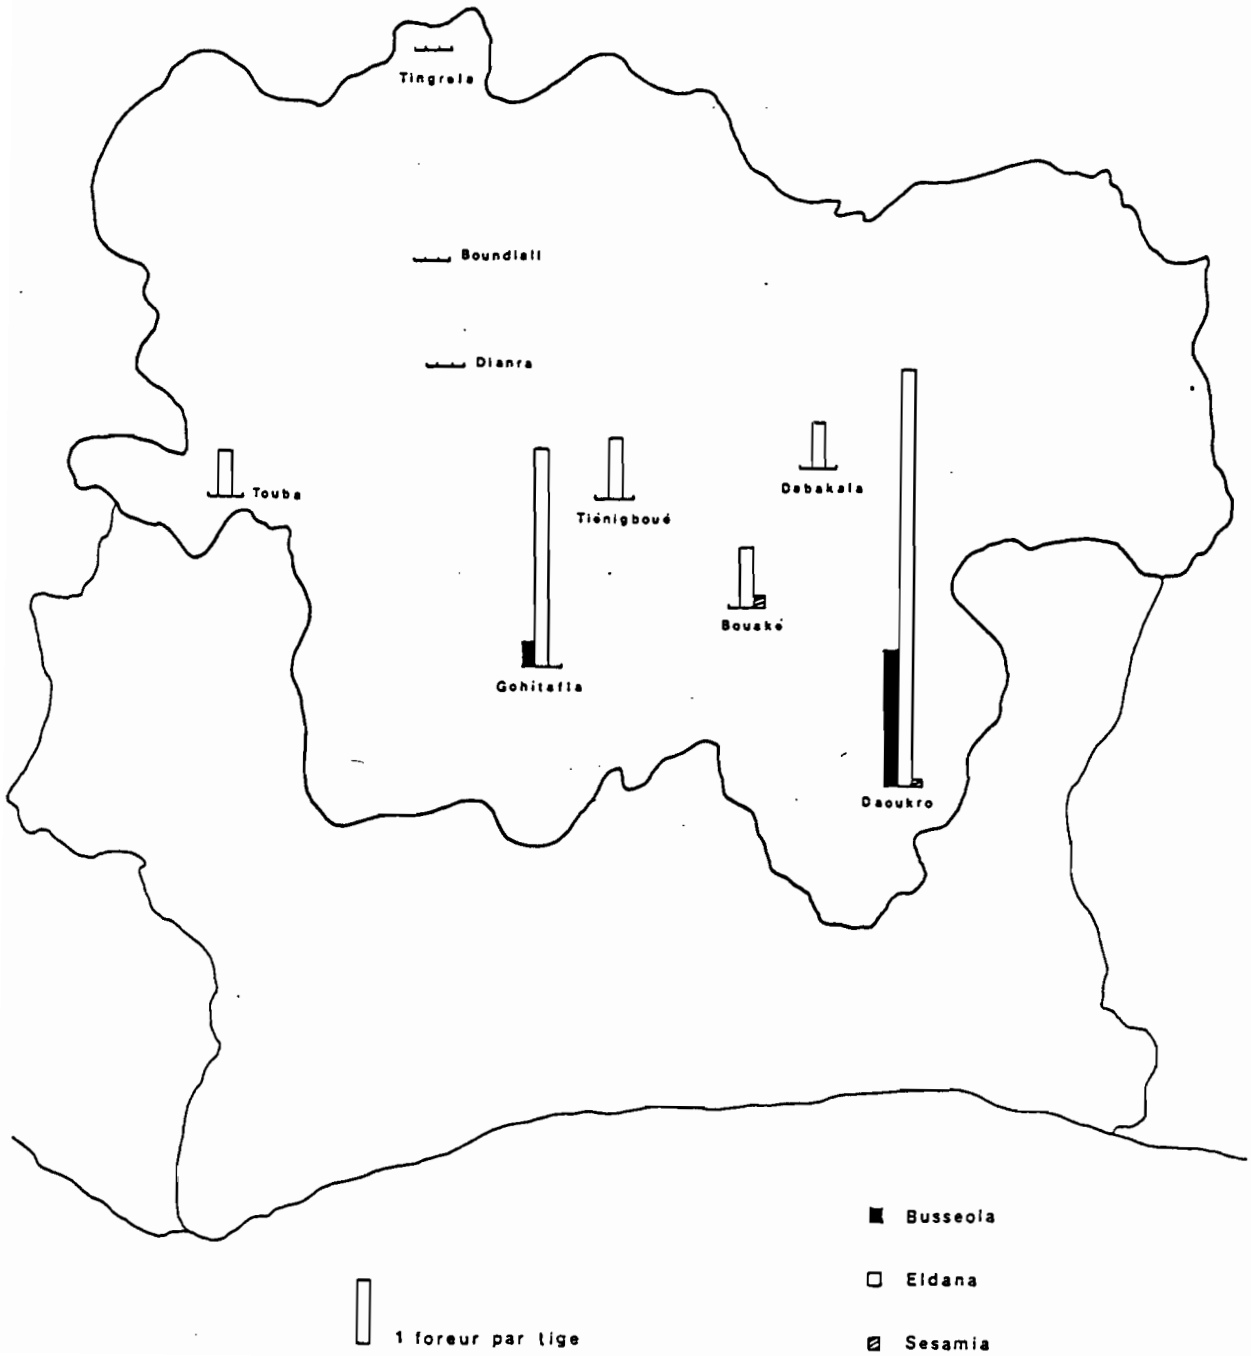 Tingrela
Boundiali
Dianra
Touba
Tiénigboué
Dabakala
Bouaké
Gohitafla
Daoukro
Busseola
Eldana
Sesamia
1 foreur par tige